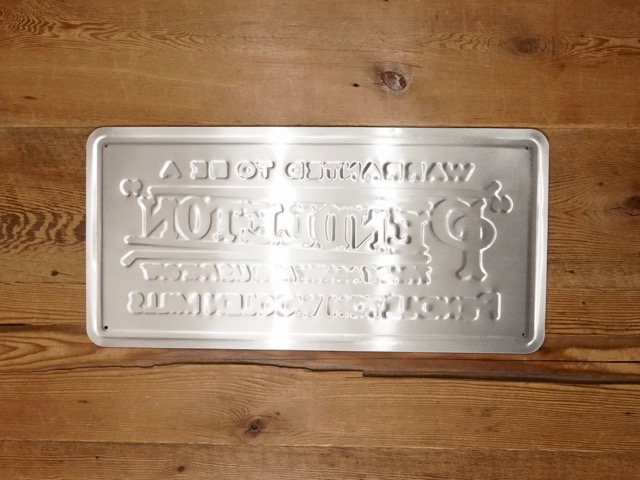 WARRANTED TO BE A
"PENDLETON"
PENDLETON WOOLEN MILLS